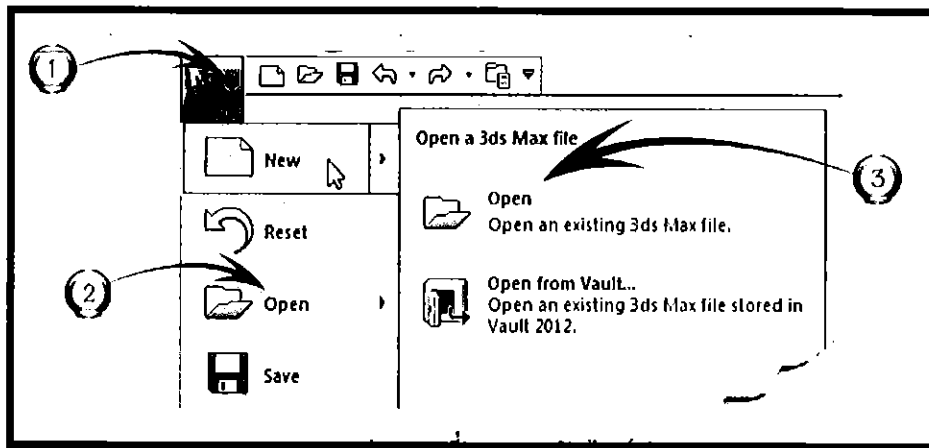 1
New
Open a 3ds Max file
3
Open
Open an existing 3ds Max file.
Reset
2
Open
Open from Vault...
Open an existing 3ds Max file stored in
Vault 2012.
Save